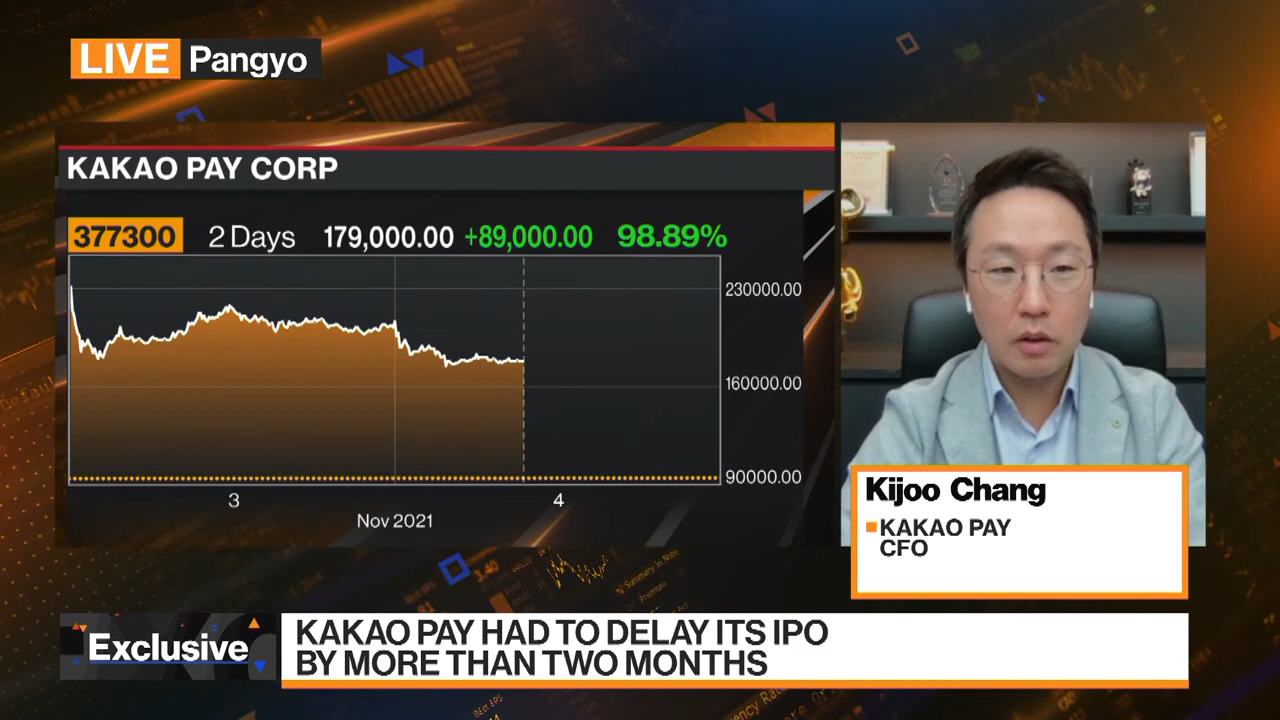 LIVE Pangyo
KAKAO PAY CORP
377300 2 Days 179,000.00 +89,000.00 98.89%
230000.00
160000.00
90000.00
3 4
Nov 2021
Kijoo Chang
KAKAO PAY
CFO
Exclusive
KAKAO PAY HAD TO DELAY ITS IPO
BY MORE THAN TWO MONTHS